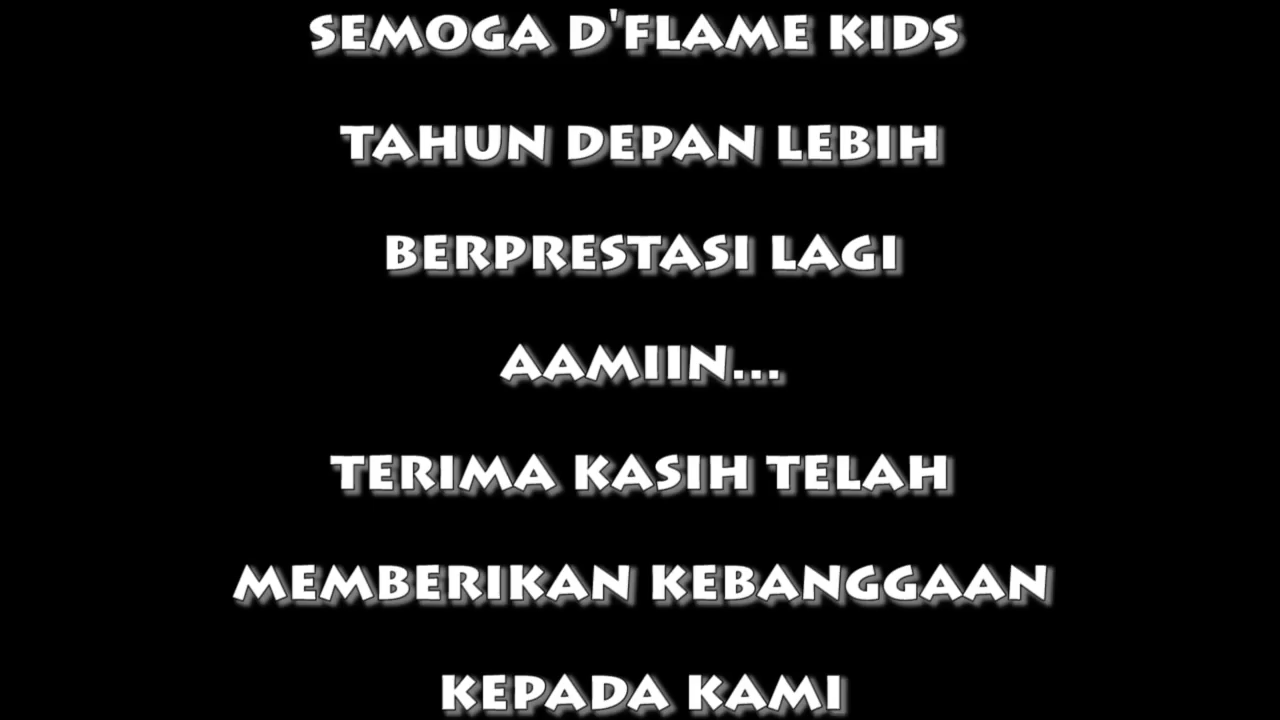 SEMOGA D'FLAME KIDS
TAHUN DEPAN LEBIH
BERPRESTASI LAGI
AAMIIN...
TERIMA KASIH TELAH
MEMBERIKAN KEBANGGAAN
KEPADA KAMI